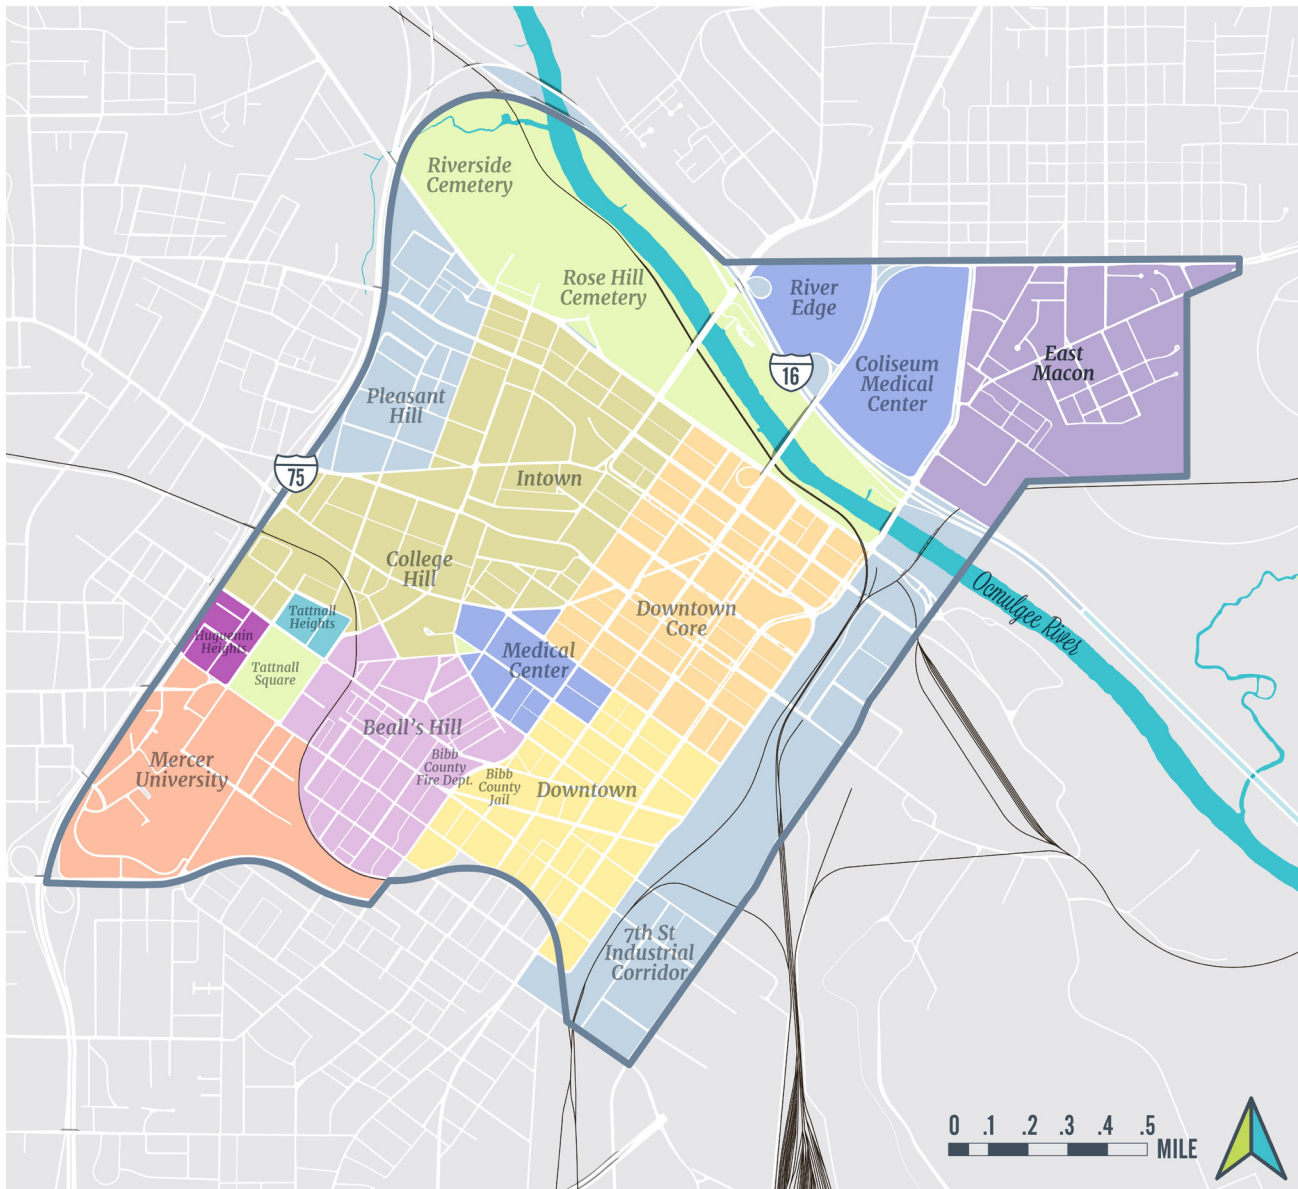 Riverside
Cemetery
Rose Hill
Cemetery
River
Edge
16
Coliseum
Medical
Center
East
Macon
Pleasant
Hill
75
Intown
College
Hill
Downtown
Core
Ocmulgee River
Tattnall
Heights
Huguenin
Heights
Tattnall
Square
Medical
Center
Beall's Hill
Mercer
University
Bibb
County
Fire Dept.
Bibb
County
Jail
Downtown
7th St
Industrial
Corridor
0 .1 .2 .3 .4 .5
MILE